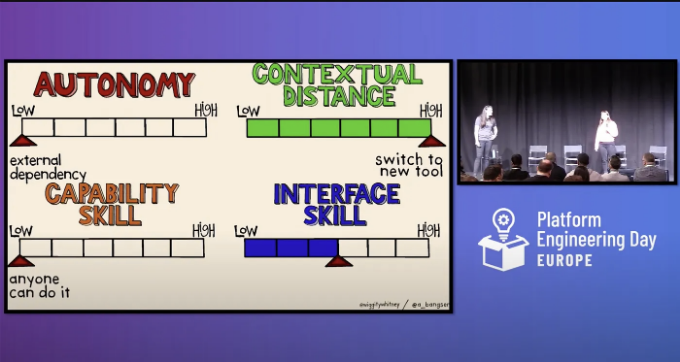 AUTONOMY
LOW
HIGH
external
dependency
CONTEXTUAL
DISTANCE
LOW
HIGH
switch to
new tool
CAPABILITY
SKILL
LOW
HIGH
anyone
can do it
INTERFACE
SKILL
LOW
HIGH
@wiggitywhitney / @a_bangser
Platform
Engineering Day
EUROPE